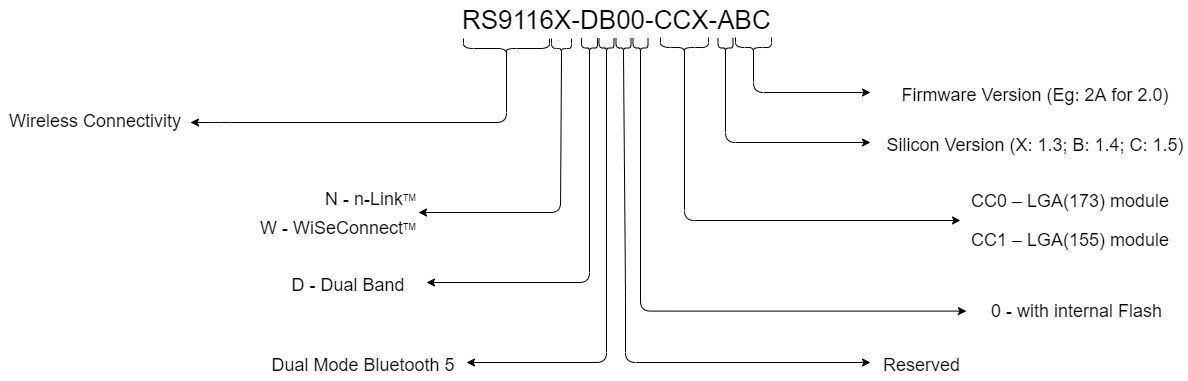 RS9116X-DB00-CCX-ABC
Firmware Version (Eg: 2A for 2.0)
Wireless Connectivity
Silicon Version (X: 1.3; B: 1.4; C: 1.5)
N - n-Link™
CC0 – LGA(173) module
W - WiSeConnect™
CC1 – LGA(155) module
D - Dual Band
0 - with internal Flash
Dual Mode Bluetooth 5
Reserved